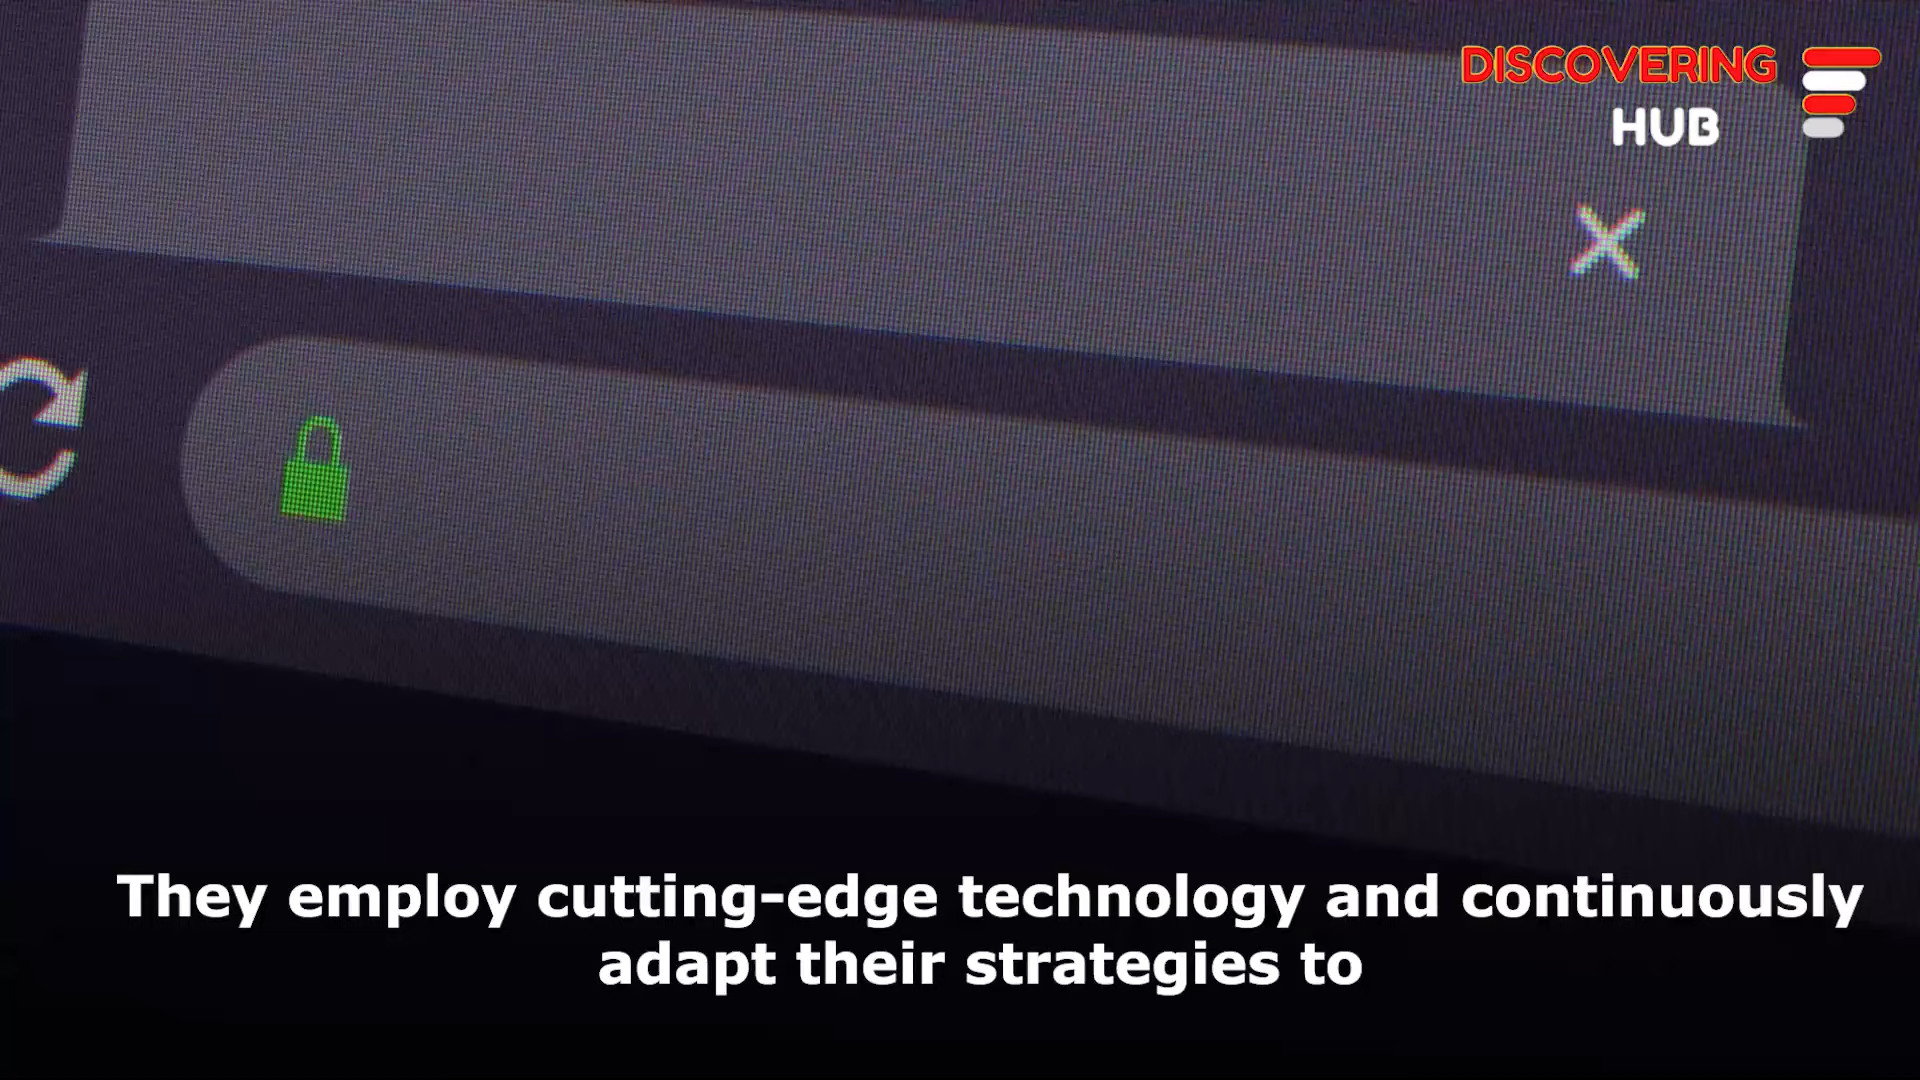 DISCOVERING
HUB
They employ cutting-edge technology and continuously
adapt their strategies to